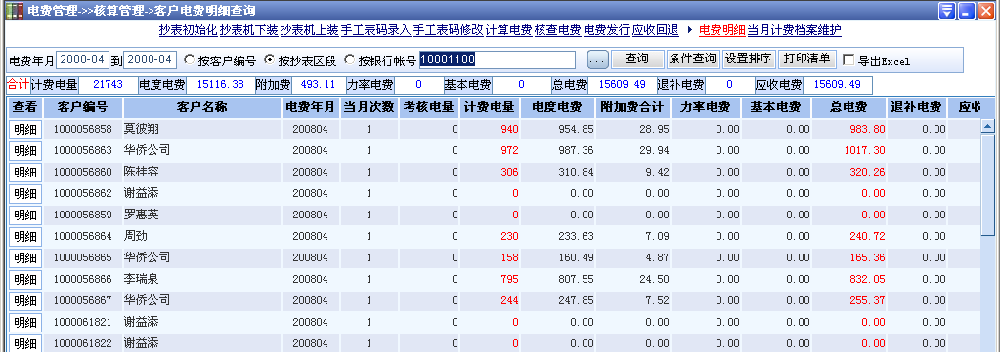 电费管理->>核算管理->客户电费明细查询
抄表初始化 抄表机下装 抄表机上装 手工表码录入 手工表码修改 计算电费 核查电费 电费发行 应收回退 电费明细 当月计费档案维护
电费年月 2008-04 到 2008-04 按客户编号 按抄表区段 按银行帐号 10001100 ... 查询 条件查询 设置排序 打印清单 导出Excel
合计 计费电量 21743 电度电费 15116.38 附加费 493.11 力率电费 0 基本电费 0 总电费 15609.49 退补电费 0 应收电费 15609.49
查看 客户编号 客户名称 电费年月 当月次数 考核电量 计费电量 电度电费 附加费合计 力率电费 基本电费 总电费 退补电费 应收
明细 1000056858 莫彼翔 200804 1 0 940 954.85 28.95 0.00 0.00 983.80 0.00
明细 1000056863 华侨公司 200804 1 0 972 987.36 29.94 0.00 0.00 1017.30 0.00
明细 1000056860 陈桂容 200804 1 0 306 310.84 9.42 0.00 0.00 320.26 0.00
明细 1000056862 谢益添 200804 1 0 0 0.00 0.00 0.00 0.00 0.00 0.00
明细 1000056859 罗惠英 200804 1 0 0 0.00 0.00 0.00 0.00 0.00 0.00
明细 1000056864 周劲 200804 1 0 230 233.63 7.09 0.00 0.00 240.72 0.00
明细 1000056865 华侨公司 200804 1 0 158 160.49 4.87 0.00 0.00 165.36 0.00
明细 1000056866 李瑞泉 200804 1 0 795 807.55 24.50 0.00 0.00 832.05 0.00
明细 1000056867 华侨公司 200804 1 0 244 247.85 7.52 0.00 0.00 255.37 0.00
明细 1000061821 谢益添 200804 1 0 0 0.00 0.00 0.00 0.00 0.00 0.00
明细 1000061822 谢益添 200804 1 0 0 0.00 0.00 0.00 0.00 0.00 0.00